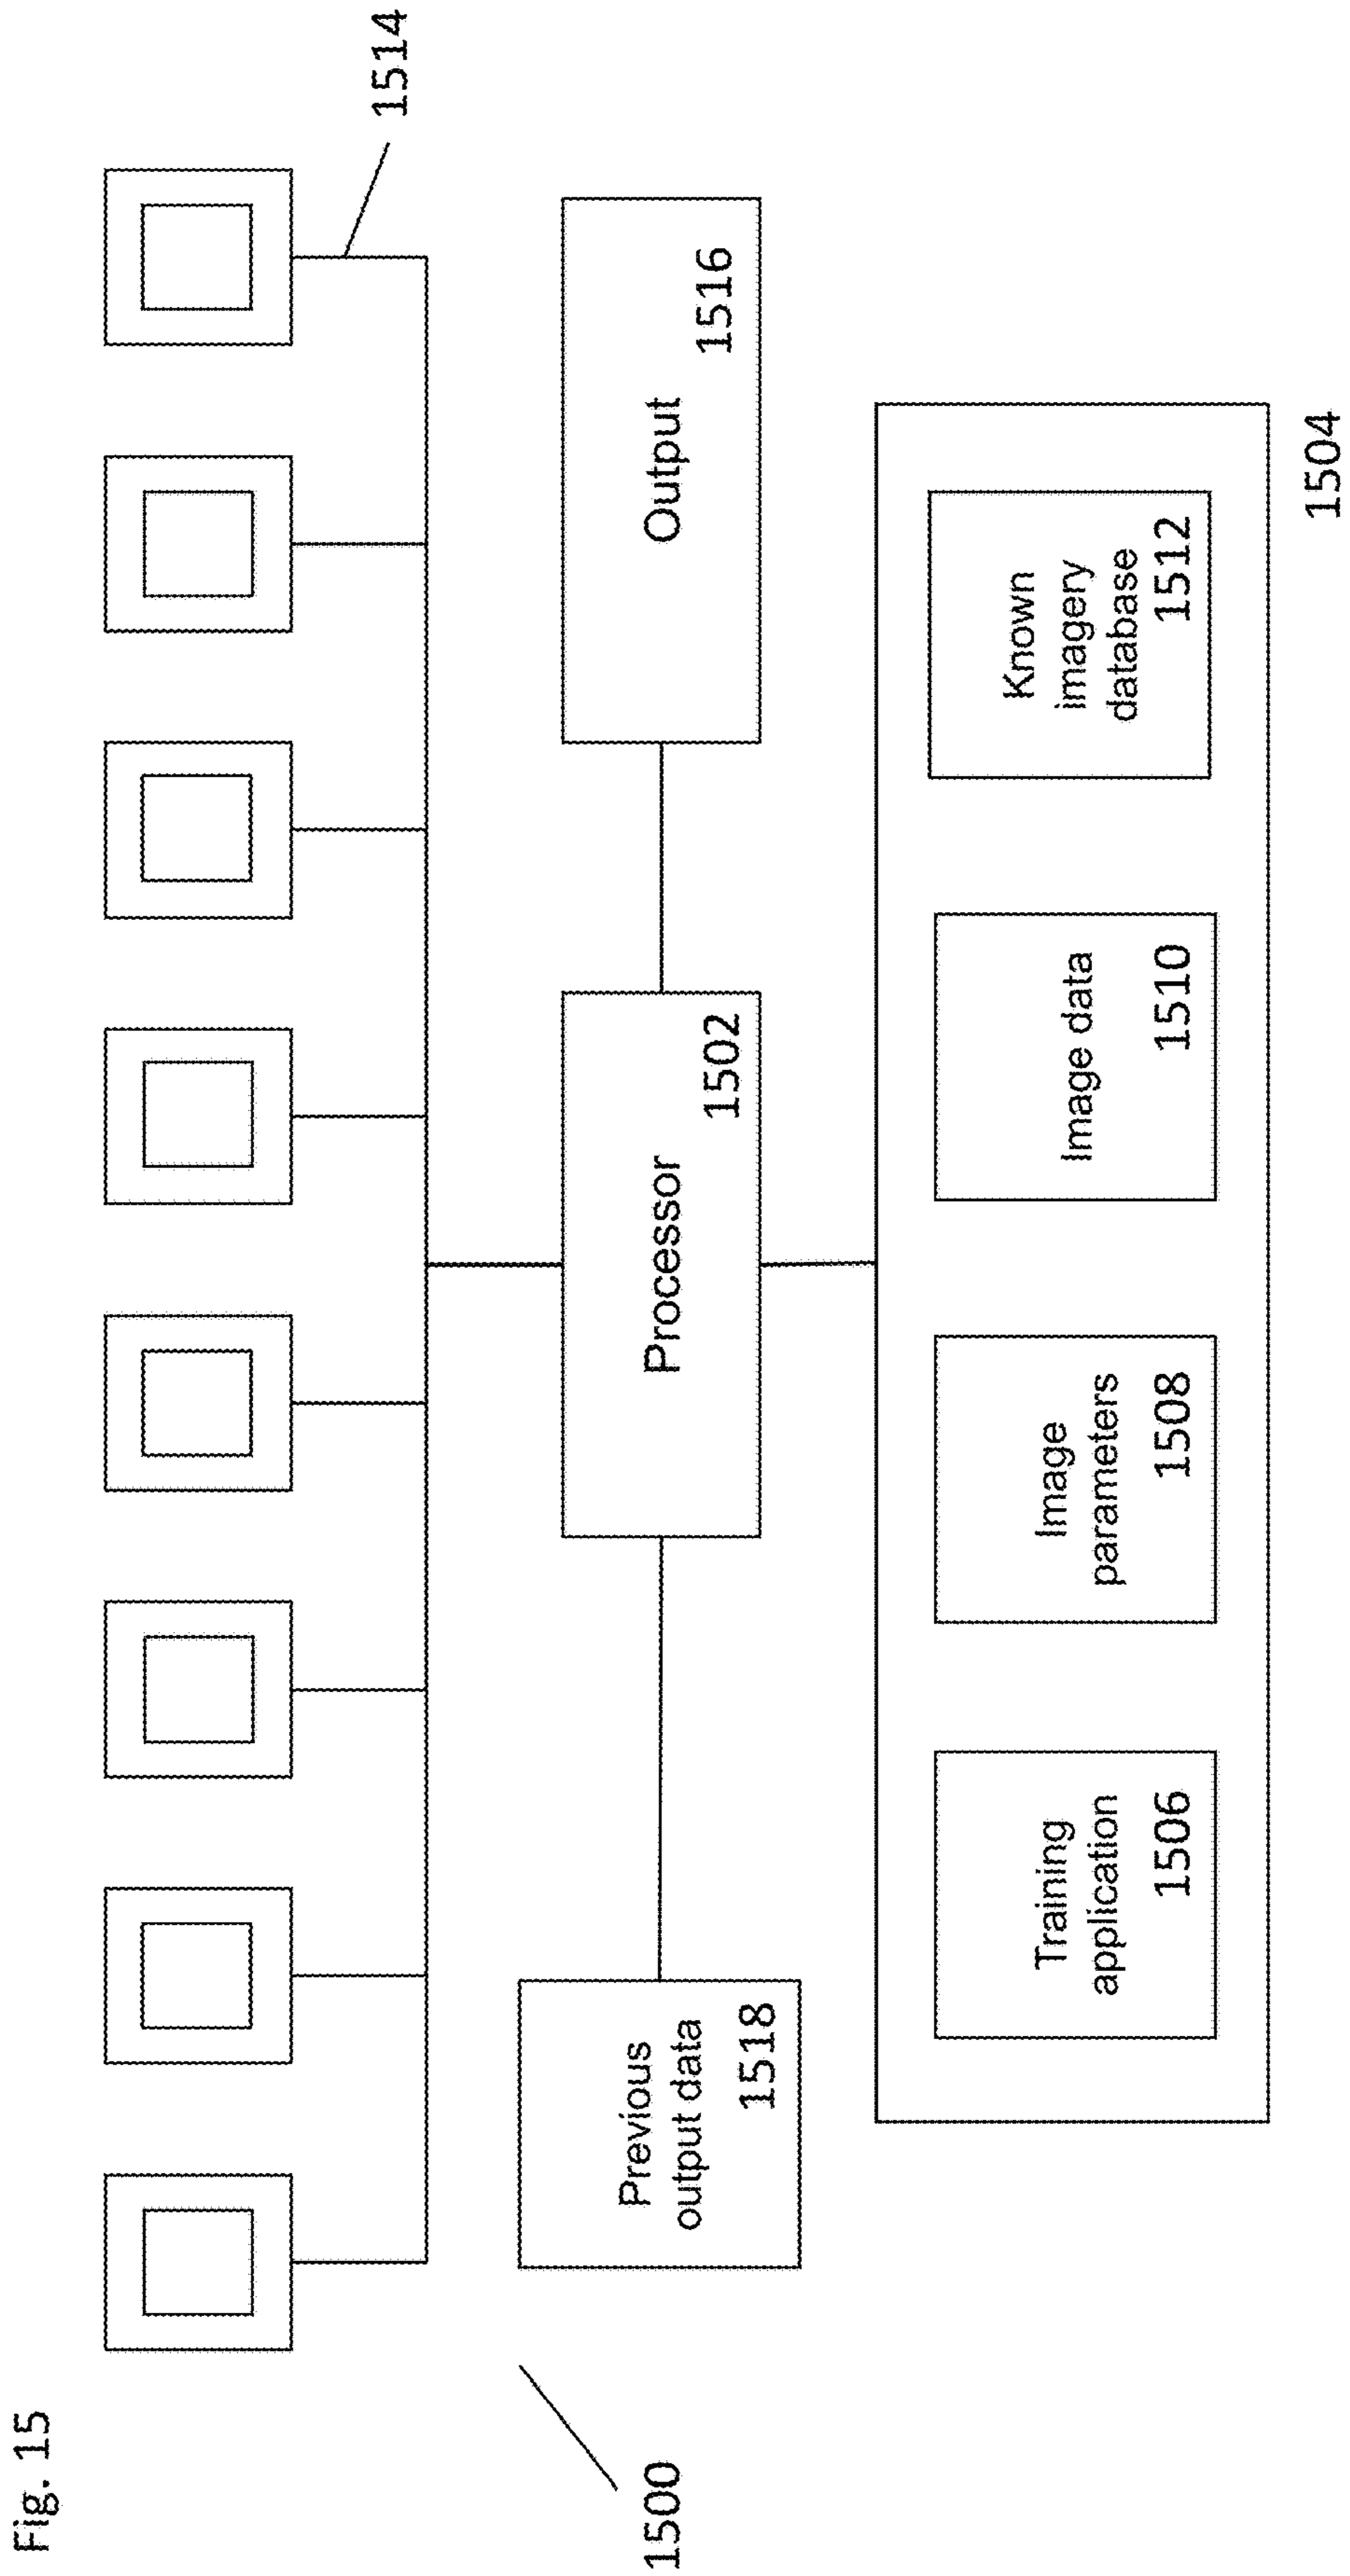 Fig. 15
1514
Previous
output data
1518
Processor
1502
Output
1516
1500
Training
application
1506
Image
parameters
1508
Image data
1510
Known
imagery
database
1512
1504